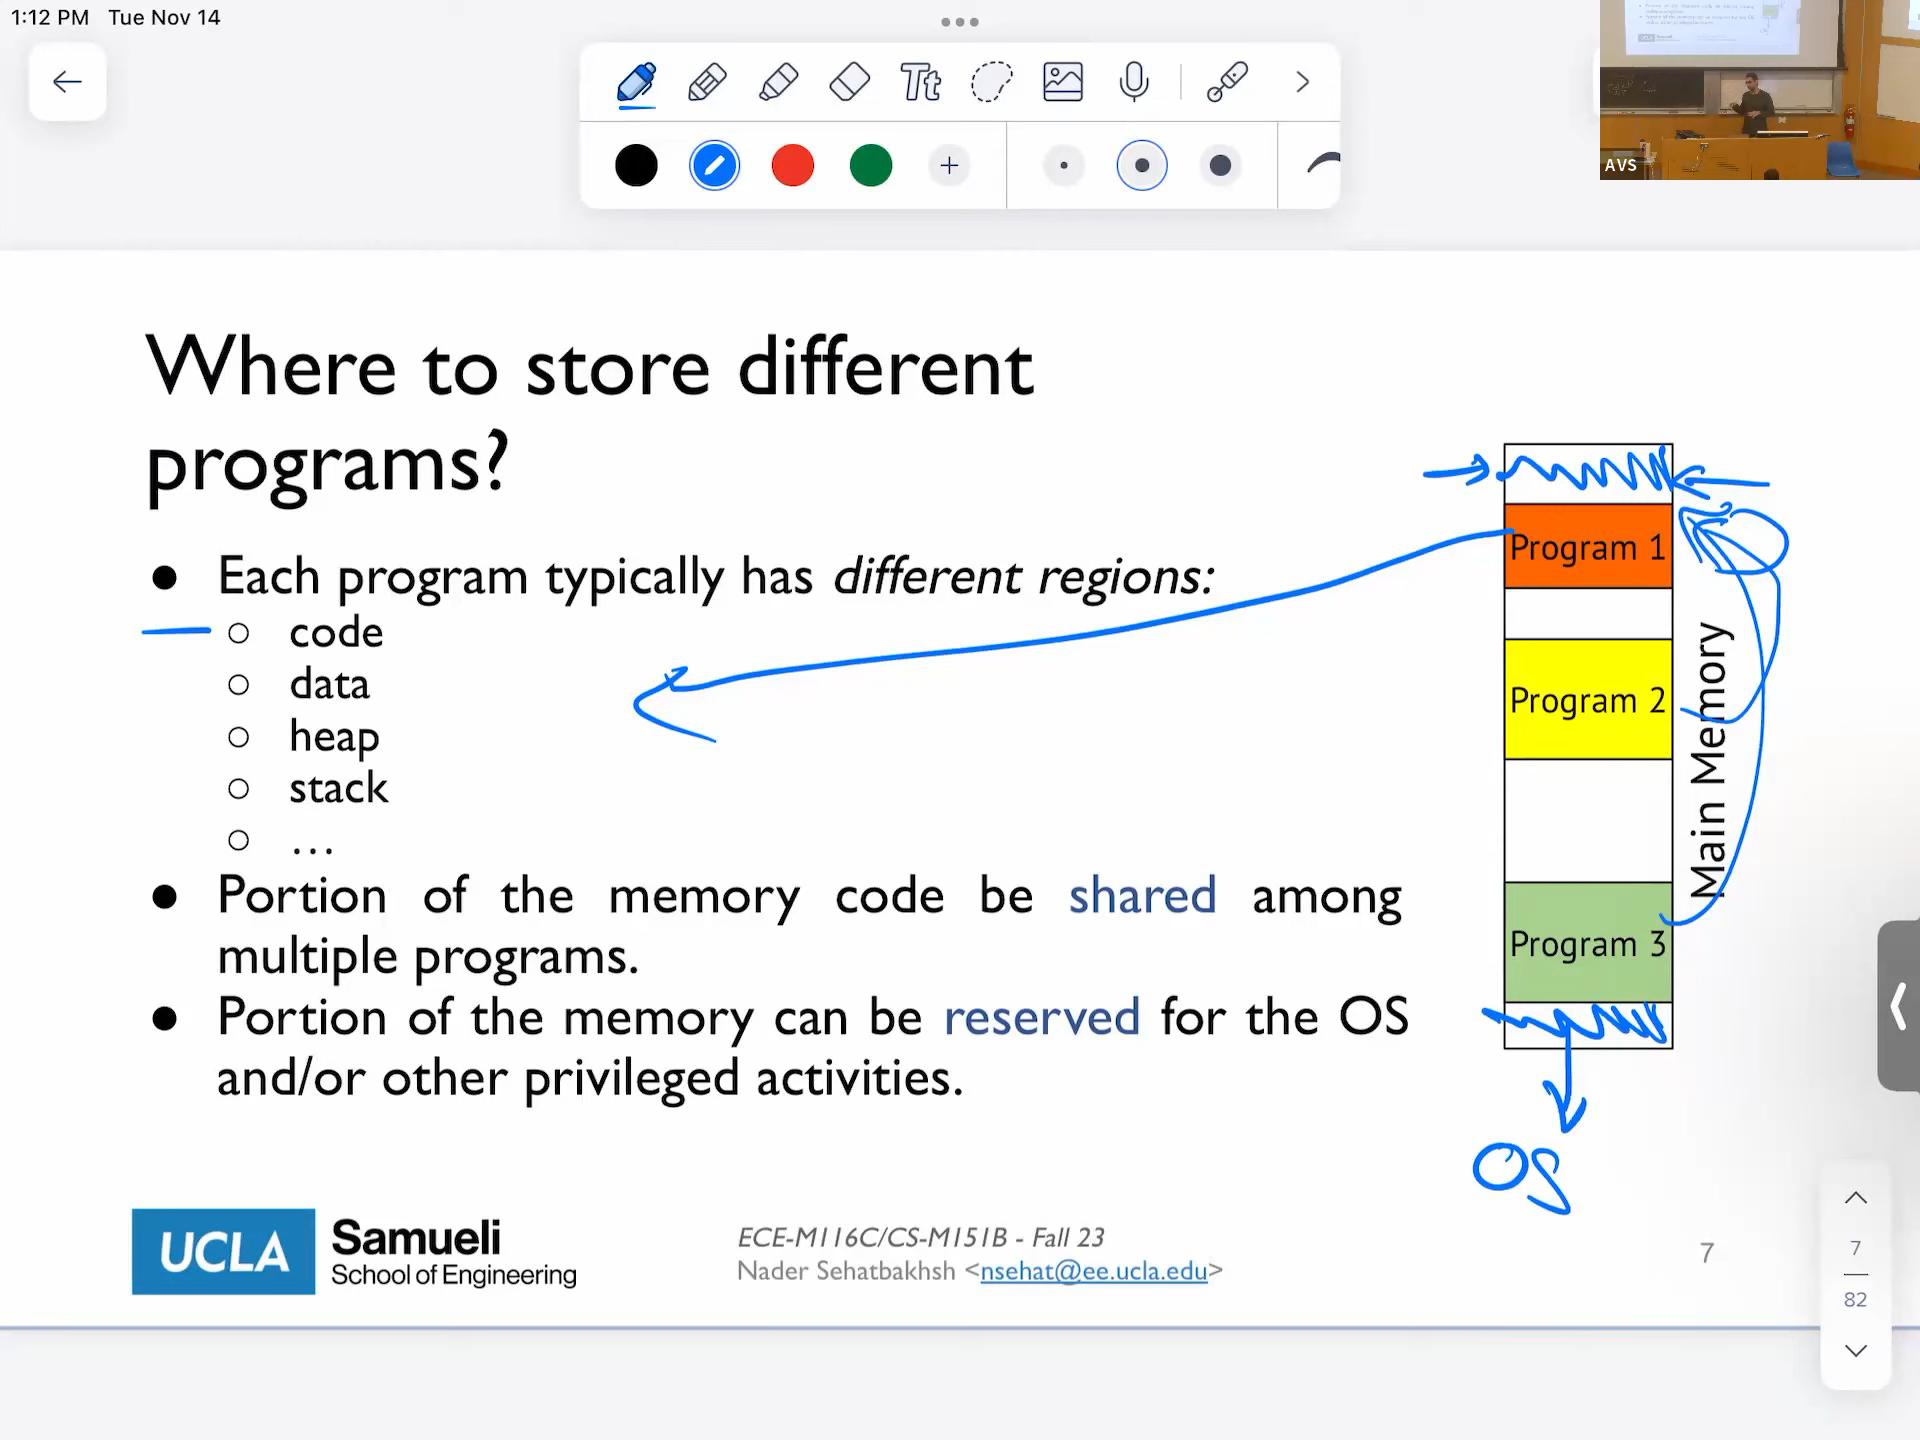 1:12 PM Tue Nov 14
Tt
AVS
Where to store different
programs?
● Each program typically has different regions:
○ code
○ data
○ heap
○ stack
○ ...
● Portion of the memory code be shared among
multiple programs.
● Portion of the memory can be reserved for the OS
and/or other privileged activities.
Program 1
Program 2
Program 3
Main Memory
OS
UCLA Samueli
School of Engineering
ECE-M116C/CS-M151B - Fall 23
Nader Sehatbakhsh <nsehat@ee.ucla.edu>
7
7
82